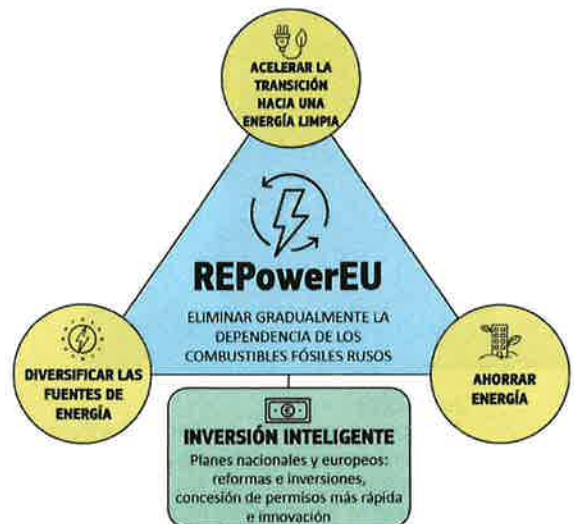 ACELERAR LA
TRANSICIÓN
HACIA UNA
ENERGÍA LIMPIA
REPowerEU
ELIMINAR GRADUALMENTE LA
DEPENDENCIA DE LOS
COMBUSTIBLES FÓSILES RUSOS
DIVERSIFICAR LAS
FUENTES DE
ENERGÍA
AHORRAR
ENERGÍA
€
INVERSIÓN INTELIGENTE
Planes nacionales y europeos:
reformas e inversiones,
concesión de permisos más rápida
e innovación